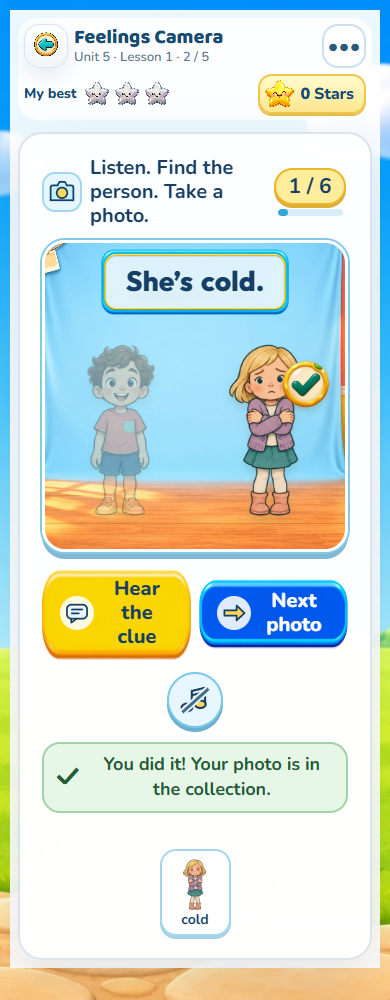 Feelings Camera
Unit 5 · Lesson 1 · 2 / 5
My best
0 Stars
Listen. Find the
person. Take a
photo.
1 / 6
She's cold.
Hear
the
clue
Next
photo
You did it! Your photo is in
the collection.
cold